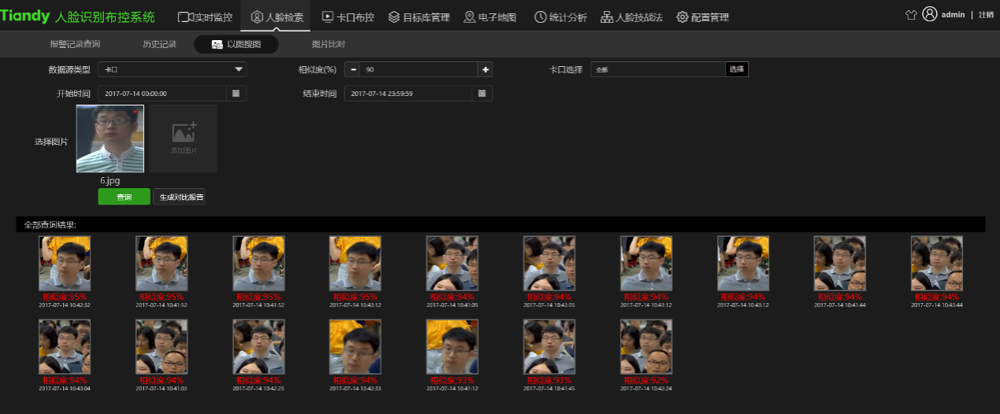 Tiandy 人脸识别布控系统 实时监控 人脸检索 卡口布控 目标库管理 电子地图 统计分析 人脸技战法 配置管理 admin | 注销
报警记录查询 历史记录 以图搜图 图片比对
数据源类型 卡口 相似度(%) - 90 + 卡口选择 全部 选择
开始时间 2017-07-14 00:00:00 结束时间 2017-07-14 23:59:59
选择图片 添加图片
6.jpg
查询 生成对比报告
全部查询结果:
相似度:95% 相似度:95% 相似度:95% 相似度:95% 相似度:94% 相似度:94% 相似度:94% 相似度:94% 相似度:94% 相似度:94%
2017-07-14 10:42:32 2017-07-14 10:41:52 2017-07-14 10:41:52 2017-07-14 10:43:12 2017-07-14 10:41:05 2017-07-14 10:43:05 2017-07-14 10:41:12 2017-07-14 10:43:12 2017-07-14 10:41:44 2017-07-14 10:43:44
相似度:94% 相似度:94% 相似度:94% 相似度:94% 相似度:93% 相似度:93% 相似度:92%
2017-07-14 10:43:04 2017-07-14 10:41:03 2017-07-14 10:42:25 2017-07-14 10:42:33 2017-07-14 10:41:12 2017-07-14 10:41:45 2017-07-14 10:42:24